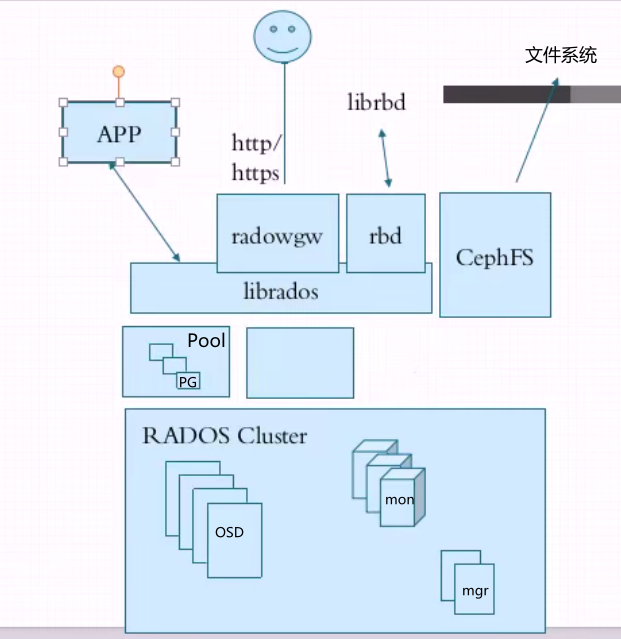 文件系统
librbd
APP
http/
https
radowgw
rbd
CephFS
librados
Pool
PG
RADOS Cluster
mon
OSD
mgr